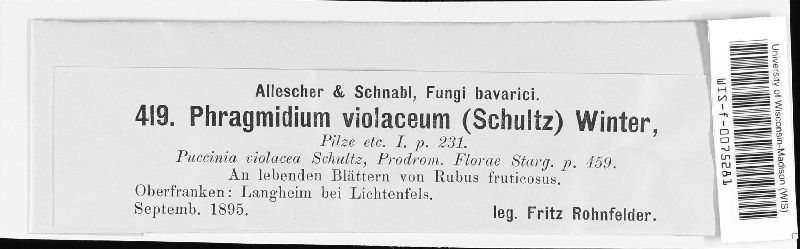 Allescher & Schnabl, Fungi bavarici.
419. Phragmidium violaceum (Schultz) Winter,
Pilze etc. I. p. 231.
Puccinia violacea Schultz, Prodrom. Florae Starg. p. 459.
An lebenden Blättern von Rubus fruticosus.
Oberfranken: Langheim bei Lichtenfels.
Septemb. 1895.
leg. Fritz Rohnfelder.
University of Wisconsin-Madison (WIS)
WIS-f-0075281